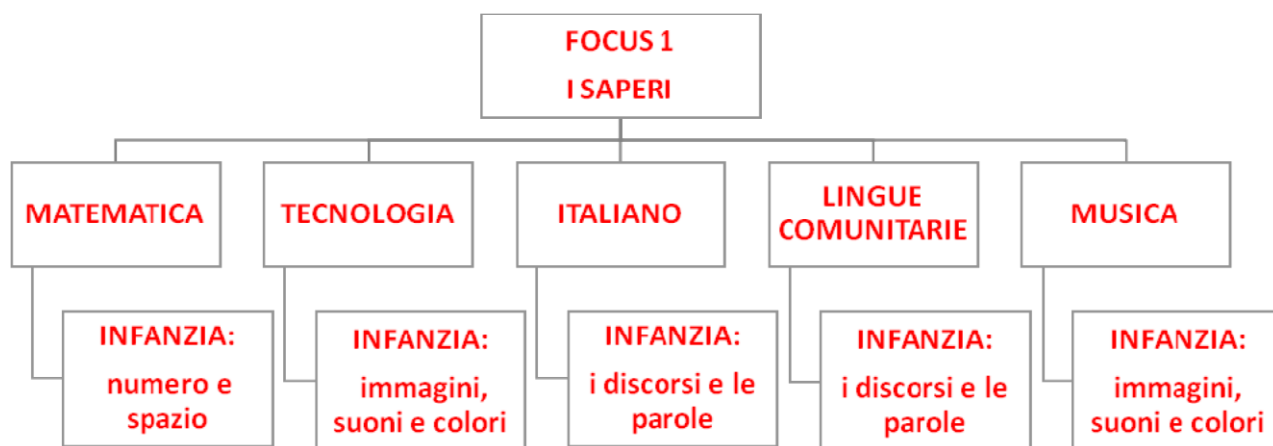 FOCUS 1
I SAPERI
MATEMATICA
TECNOLOGIA
ITALIANO
LINGUE
COMUNITARIE
MUSICA
INFANZIA:
numero e
spazio
INFANZIA:
immagini,
suoni e colori
INFANZIA:
i discorsi e le
parole
INFANZIA:
i discorsi e le
parole
INFANZIA:
immagini,
suoni e colori